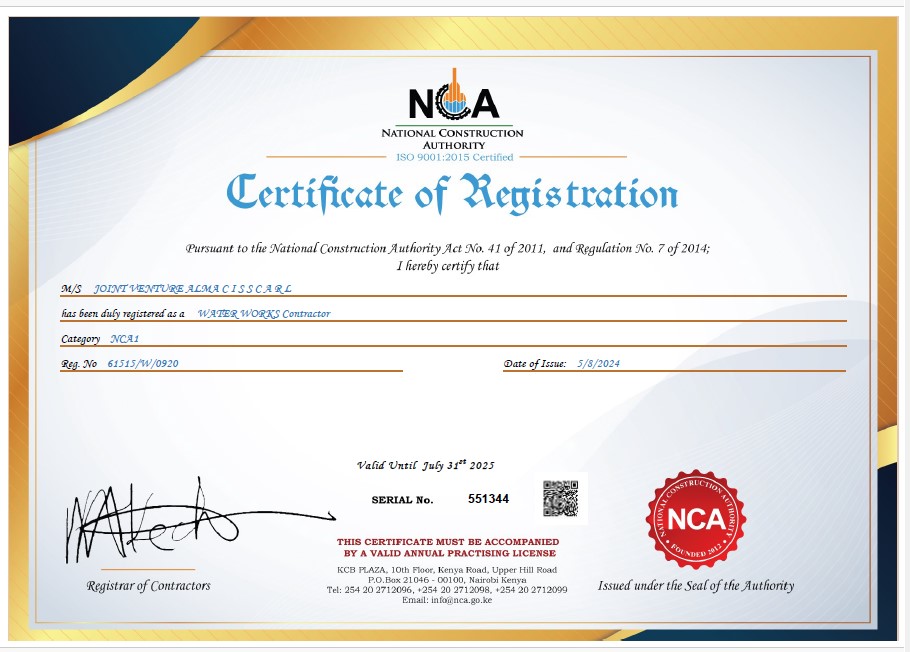 NCA
NATIONAL CONSTRUCTION
AUTHORITY
ISO 9001:2015 Certified
Certificate of Registration
Pursuant to the National Construction Authority Act No. 41 of 2011, and Regulation No. 7 of 2014;
I hereby certify that
M/S JOINT VENTURE ALMA C I S S C A R L
has been duly registered as a WATER WORKS Contractor
Category NCA1
Reg. No 61515/W/0920 Date of Issue: 5/8/2024
Valid Until July 31st 2025
SERIAL No. 551344
THIS CERTIFICATE MUST BE ACCOMPANIED
BY A VALID ANNUAL PRACTISING LICENSE
KCB PLAZA, 10th Floor, Kenya Road, Upper Hill Road
P.O.Box 21046 - 00100, Nairobi Kenya
Tel: 254 20 2712096, +254 20 2712098, +254 20 2712099
Email: info@nca.go.ke
Registrar of Contractors
NATIONAL CONSTRUCTION AUTHORITY
NCA
FOUNDED 2012
Issued under the Seal of the Authority